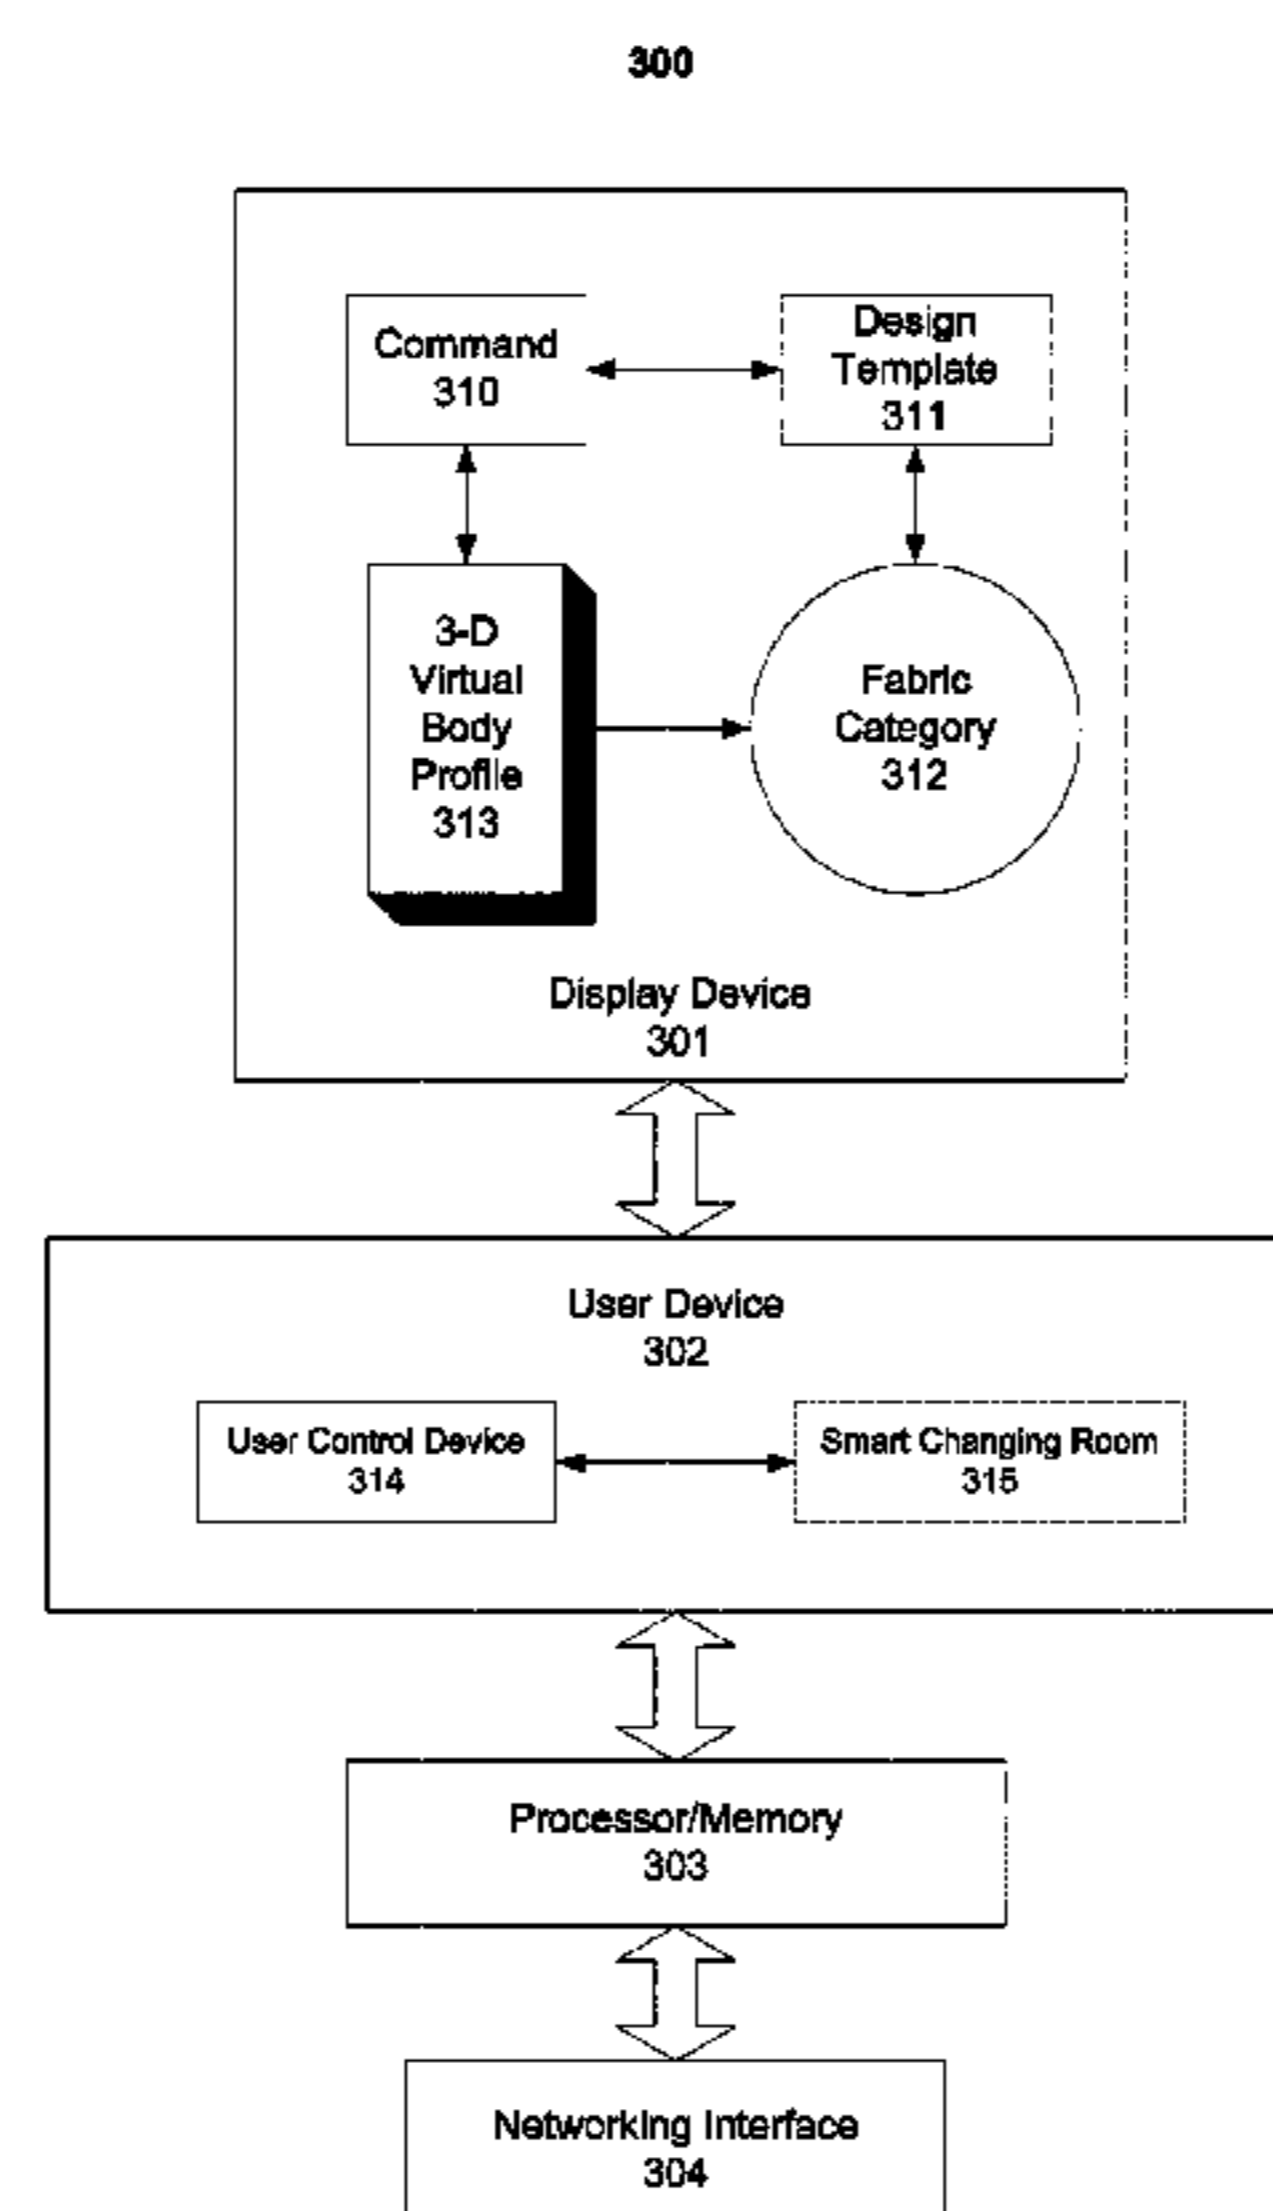 300
Command
310
Design
Template
311
3-D
Virtual
Body
Profile
313
Fabric
Category
312
Display Device
301
User Device
302
User Control Device
314
Smart Changing Room
315
Processor/Memory
303
Networking Interface
304